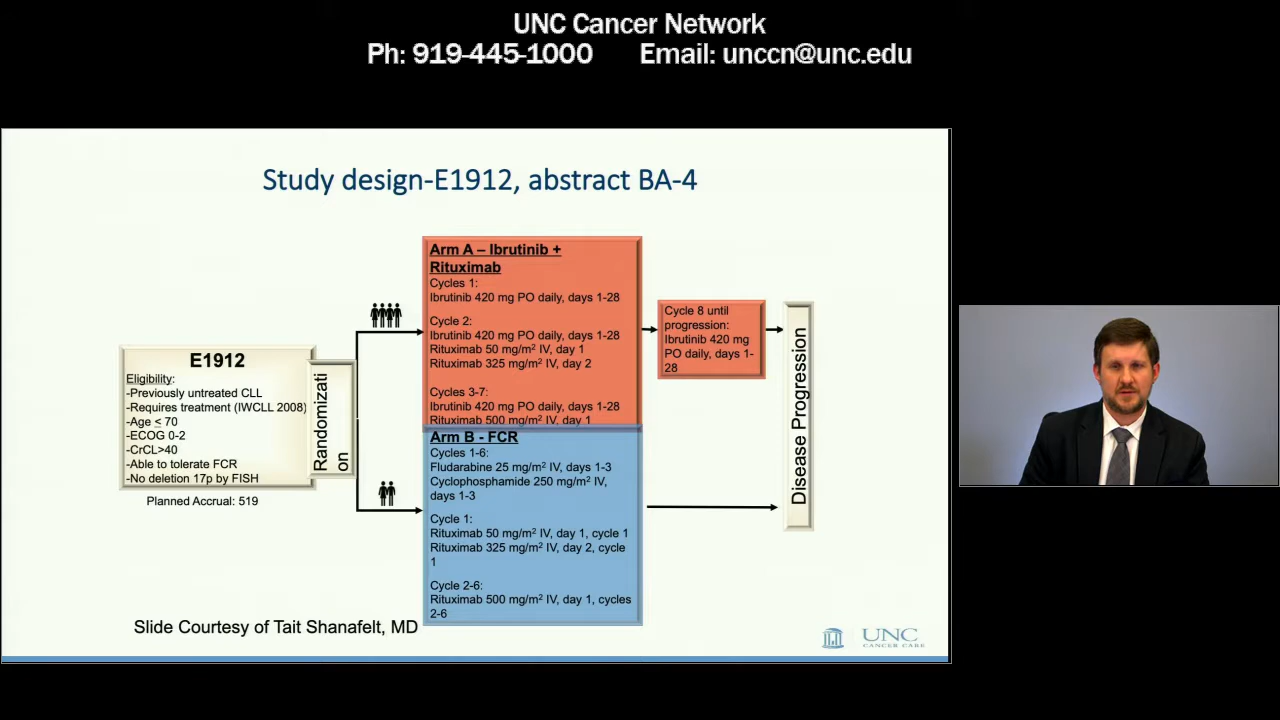 UNC Cancer Network
Ph: 919-445-1000 Email: unccn@unc.edu
Study design-E1912, abstract BA-4
E1912
Eligibility:
-Previously untreated CLL
-Requires treatment (IWCLL 2008)
-Age ≤ 70
-ECOG 0-2
-CrCL>40
-Able to tolerate FCR
-No deletion 17p by FISH
Planned Accrual: 519
Randomizati
on
Arm A – Ibrutinib +
Rituximab
Cycles 1:
Ibrutinib 420 mg PO daily, days 1-28
Cycle 2:
Ibrutinib 420 mg PO daily, days 1-28
Rituximab 50 mg/m² IV, day 1
Rituximab 325 mg/m² IV, day 2
Cycles 3-7:
Ibrutinib 420 mg PO daily, days 1-28
Rituximab 500 mg/m² IV, day 1
Cycle 8 until
progression:
Ibrutinib 420 mg
PO daily, days 1-
28
Arm B - FCR
Cycles 1-6:
Fludarabine 25 mg/m² IV, days 1-3
Cyclophosphamide 250 mg/m² IV,
days 1-3
Cycle 1:
Rituximab 50 mg/m² IV, day 1, cycle 1
Rituximab 325 mg/m² IV, day 2, cycle
1
Cycle 2-6:
Rituximab 500 mg/m² IV, day 1, cycles
2-6
Disease Progression
Slide Courtesy of Tait Shanafelt, MD
UNC
CANCER CARE